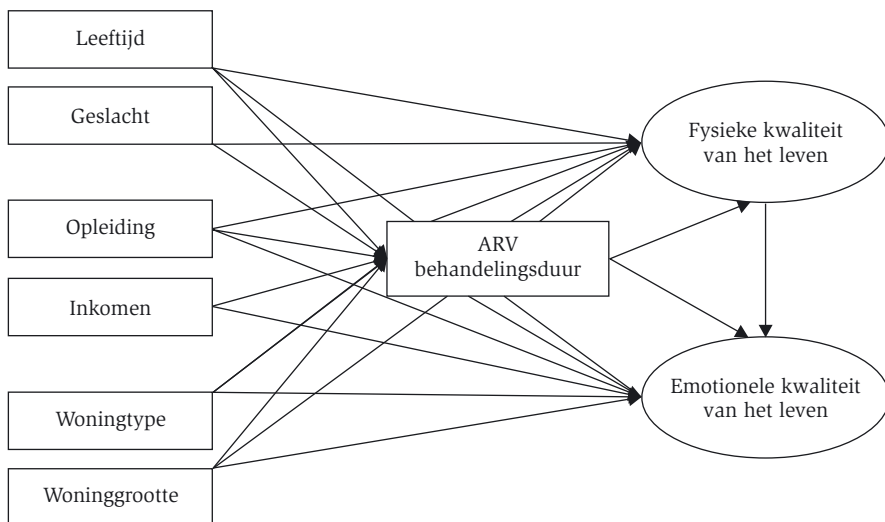 Leeftijd
Geslacht
Opleiding
Inkomen
Woningtype
Woninggrootte
ARV
behandelingsduur
Fysieke kwaliteit
van het leven
Emotionele kwaliteit
van het leven